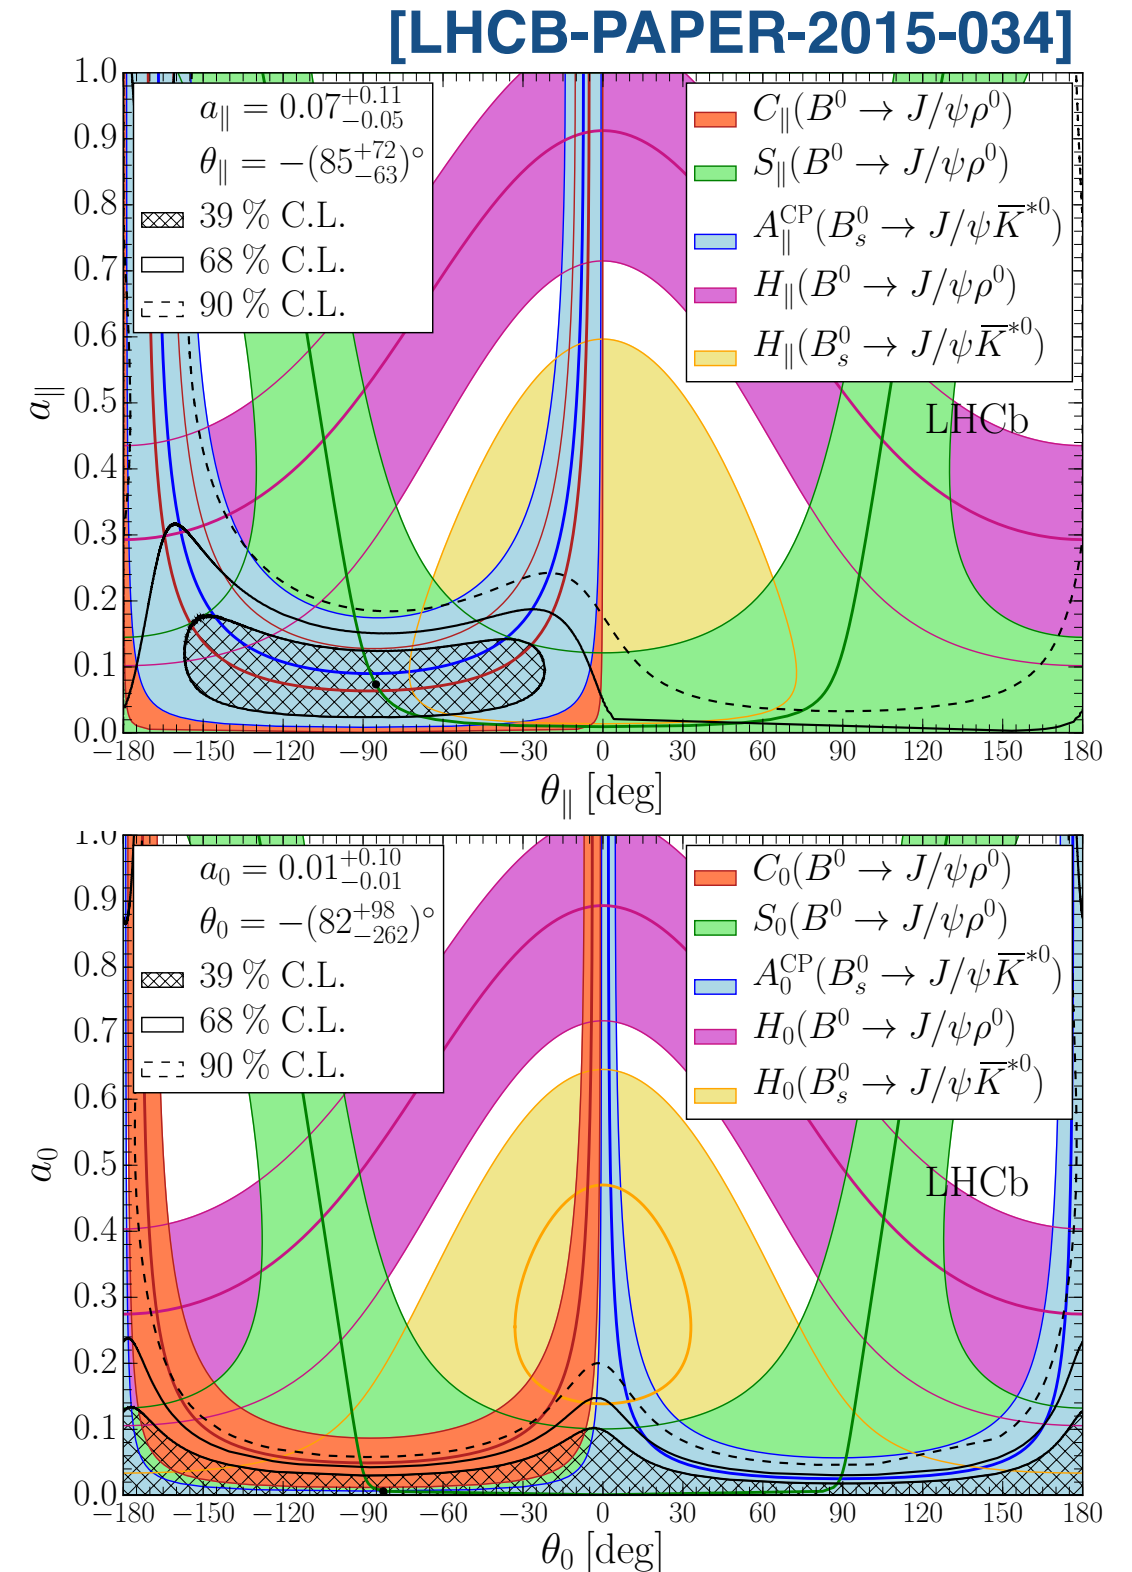 [LHCB-PAPER-2015-034]
1.0
0.9
0.8
0.7
0.6
0.5
0.4
0.3
0.2
0.1
0.0
a∥
a∥ = 0.07 +0.11 −0.05
θ∥ = −(85 +72 −63)°
39 % C.L.
68 % C.L.
90 % C.L.
C∥(B⁰ → J/ψρ⁰)
S∥(B⁰ → J/ψρ⁰)
A∥^CP(B_s⁰ → J/ψK̅*⁰)
H∥(B⁰ → J/ψρ⁰)
H∥(B_s⁰ → J/ψK̅*⁰)
LHCb
−180 −150 −120 −90 −60 −30 0 30 60 90 120 150 180
θ∥ [deg]
1.0
0.9
0.8
0.7
0.6
0.5
0.4
0.3
0.2
0.1
0.0
a₀
a₀ = 0.01 +0.10 −0.01
θ₀ = −(82 +98 −262)°
39 % C.L.
68 % C.L.
90 % C.L.
C₀(B⁰ → J/ψρ⁰)
S₀(B⁰ → J/ψρ⁰)
A₀^CP(B_s⁰ → J/ψK̅*⁰)
H₀(B⁰ → J/ψρ⁰)
H₀(B_s⁰ → J/ψK̅*⁰)
LHCb
−180 −150 −120 −90 −60 −30 0 30 60 90 120 150 180
θ₀ [deg]